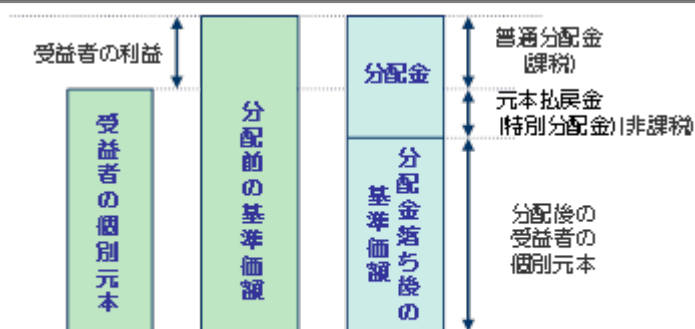 受益者の利益
受益者の個別元本
分配前の基準価額
分配金
分配金落ち後の
基準価額
普通分配金
(課税)
元本払戻金
(特別分配金)(非課税)
分配後の
受益者の
個別元本